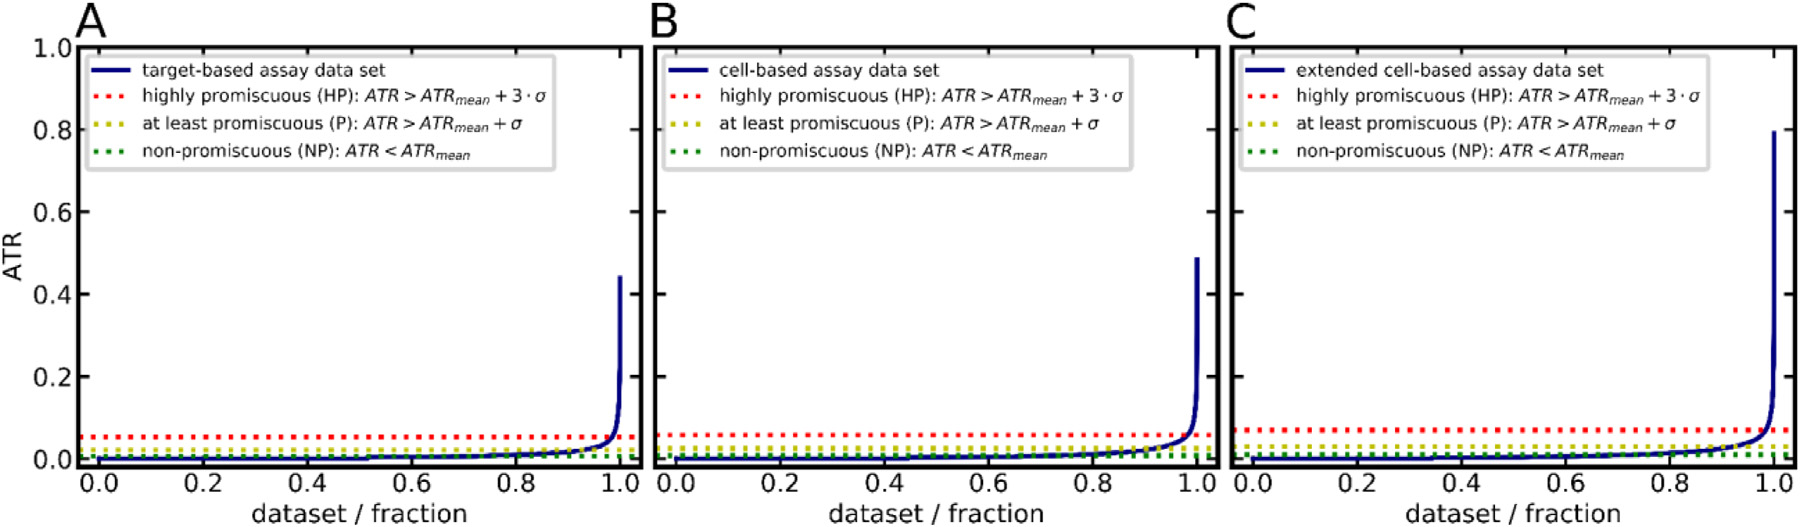 A
1.0
0.8
0.6
0.4
0.2
0.0
ATR
target-based assay data set
highly promiscuous (HP): ATR > ATRmean + 3 · σ
at least promiscuous (P): ATR > ATRmean + σ
non-promiscuous (NP): ATR < ATRmean
0.0 0.2 0.4 0.6 0.8 1.0
dataset / fraction
B
cell-based assay data set
highly promiscuous (HP): ATR > ATRmean + 3 · σ
at least promiscuous (P): ATR > ATRmean + σ
non-promiscuous (NP): ATR < ATRmean
0.0 0.2 0.4 0.6 0.8 1.0
dataset / fraction
C
extended cell-based assay data set
highly promiscuous (HP): ATR > ATRmean + 3 · σ
at least promiscuous (P): ATR > ATRmean + σ
non-promiscuous (NP): ATR < ATRmean
0.0 0.2 0.4 0.6 0.8 1.0
dataset / fraction